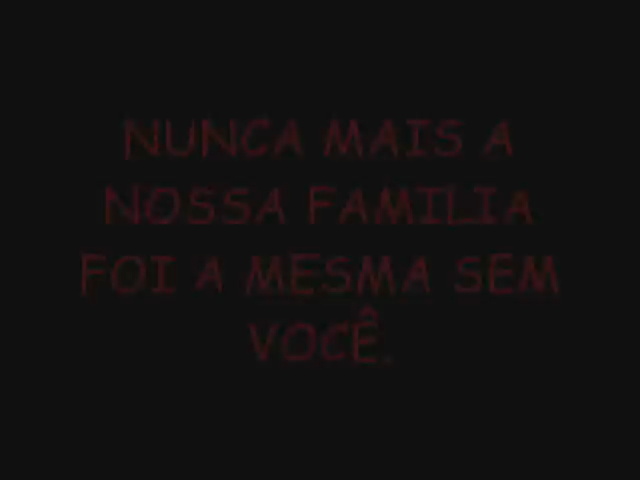 NUNCA MAIS A
NOSSA FAMILIA
FOI A MESMA SEM
VOCÊ.